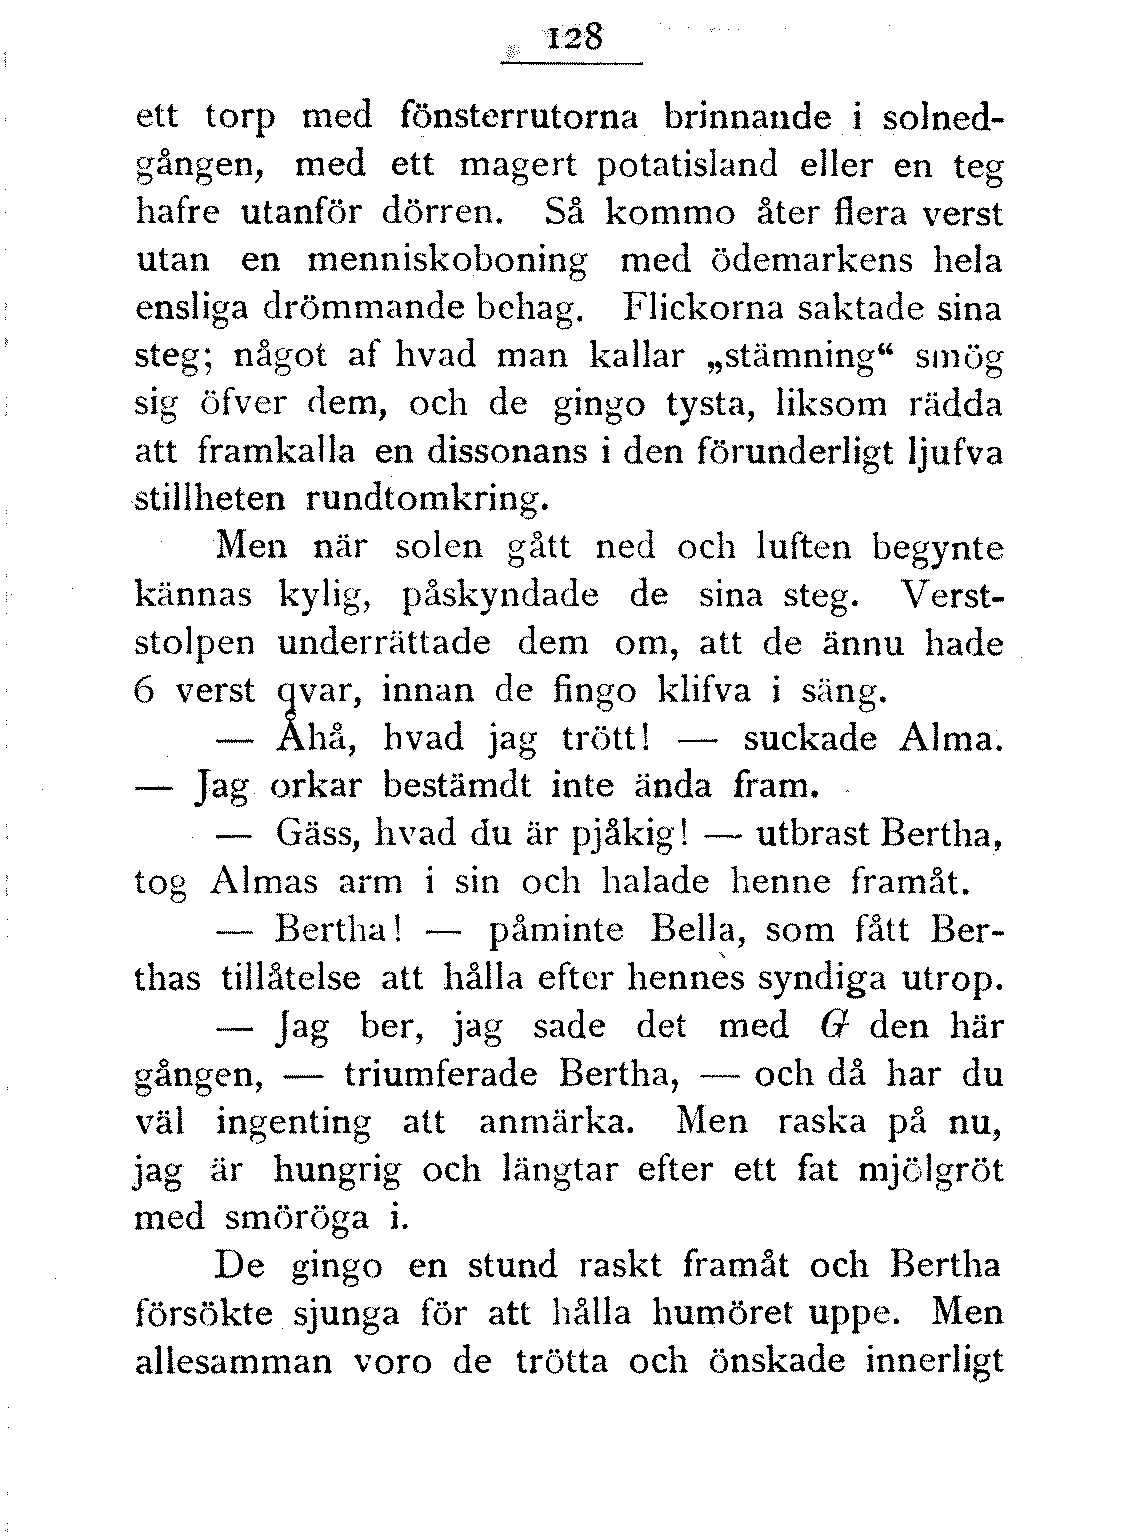 128
ett torp med fönsterrutorna brinnande i solned-
gången, med ett magert potatisland eller en teg
hafre utanför dörren. Så kommo åter flera verst
utan en menniskoboning med ödemarkens hela
ensliga drömmande behag. Flickorna saktade sina
steg; något af hvad man kallar „stämning“ smög
sig öfver dem, och de gingo tysta, liksom rädda
att framkalla en dissonans i den förunderligt ljufva
stillheten rundtomkring.
Men när solen gått ned och luften begynte
kännas kylig, påskyndade de sina steg. Verst-
stolpen underrättade dem om, att de ännu hade
6 verst qvar, innan de fingo klifva i säng.
— Åhå, hvad jag trött! — suckade Alma.
— Jag orkar bestämdt inte ända fram.
— Gäss, hvad du är pjåkig! — utbrast Bertha,
tog Almas arm i sin och halade henne framåt.
— Bertha! — påminte Bella, som fått Ber-
thas tillåtelse att hålla efter hennes syndiga utrop.
— Jag ber, jag sade det med G den här
gången, — triumferade Bertha, — och då har du
väl ingenting att anmärka. Men raska på nu,
jag är hungrig och längtar efter ett fat mjölgröt
med smöröga i.
De gingo en stund raskt framåt och Bertha
försökte sjunga för att hålla humöret uppe. Men
allesamman voro de trötta och önskade innerligt